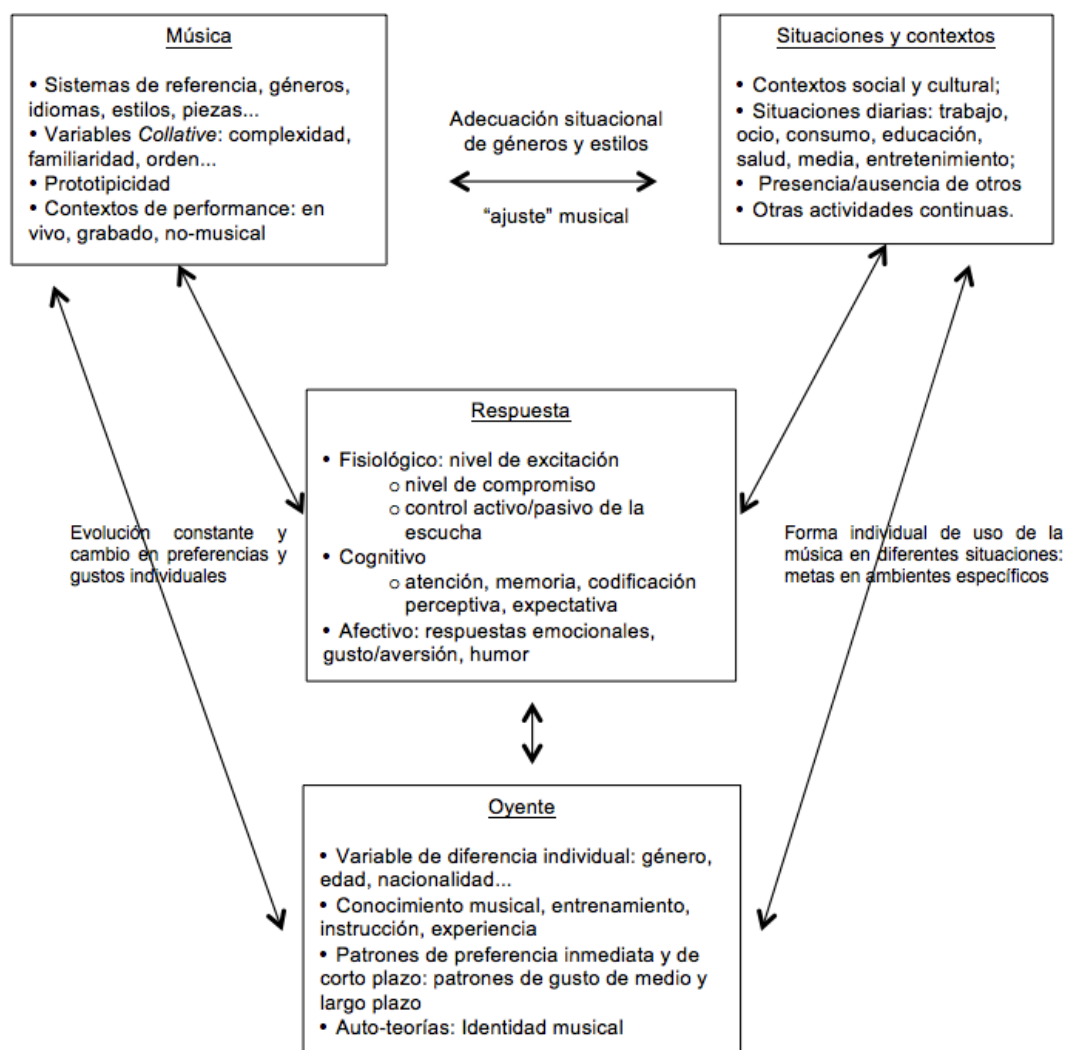 Música
• Sistemas de referencia, géneros,
idiomas, estilos, piezas...
• Variables Collative: complexidad,
familiaridad, orden...
• Prototipicidad
• Contextos de performance: en
vivo, grabado, no-musical
Adecuación situacional
de géneros y estilos
“ajuste” musical
Situaciones y contextos
• Contextos social y cultural;
• Situaciones diarias: trabajo,
ocio, consumo, educación,
salud, media, entretenimiento;
• Presencia/ausencia de otros
• Otras actividades continuas.
Respuesta
• Fisiológico: nivel de excitación
o nivel de compromiso
o control activo/pasivo de la
escucha
• Cognitivo
o atención, memoria, codificación
perceptiva, expectativa
• Afectivo: respuestas emocionales,
gusto/aversión, humor
Evolución constante y
cambio en preferencias y
gustos individuales
Forma individual de uso de la
música en diferentes situaciones:
metas en ambientes específicos
Oyente
• Variable de diferencia individual: género,
edad, nacionalidad...
• Conocimiento musical, entrenamiento,
instrucción, experiencia
• Patrones de preferencia inmediata y de
corto plazo: patrones de gusto de medio y
largo plazo
• Auto-teorías: Identidad musical